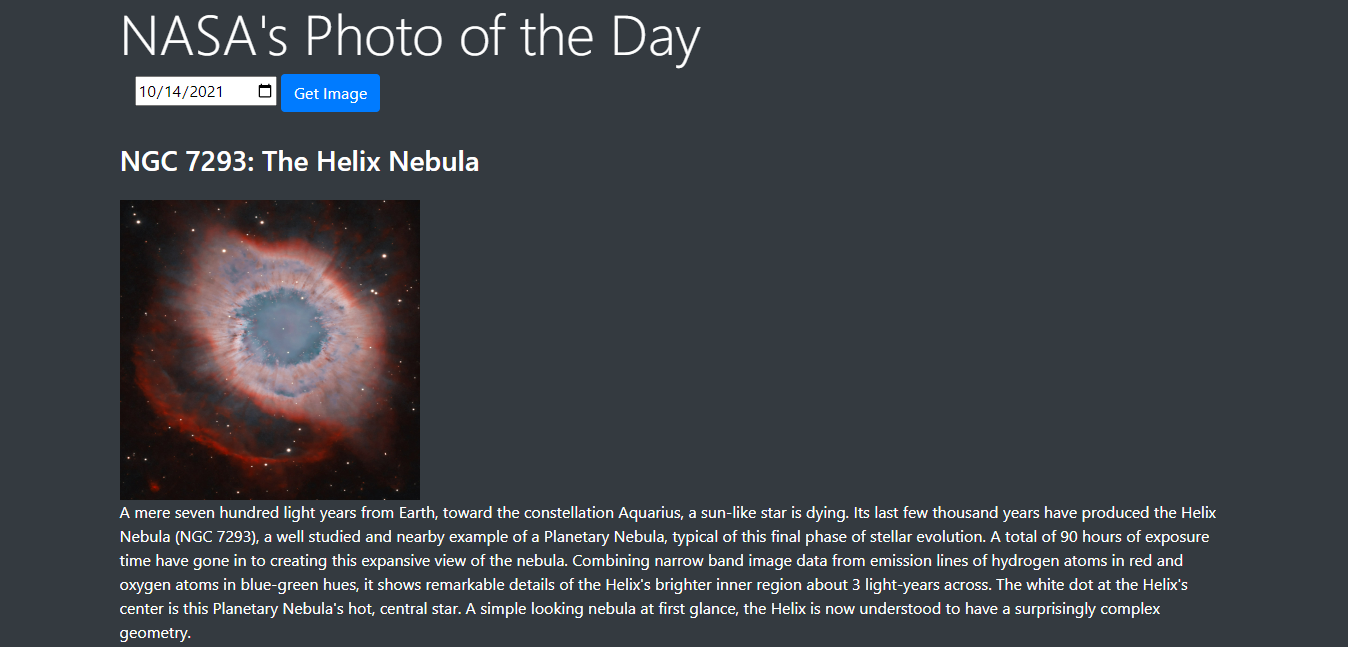 NASA's Photo of the Day
10/14/2021 Get Image
NGC 7293: The Helix Nebula
A mere seven hundred light years from Earth, toward the constellation Aquarius, a sun-like star is dying. Its last few thousand years have produced the Helix
Nebula (NGC 7293), a well studied and nearby example of a Planetary Nebula, typical of this final phase of stellar evolution. A total of 90 hours of exposure
time have gone in to creating this expansive view of the nebula. Combining narrow band image data from emission lines of hydrogen atoms in red and
oxygen atoms in blue-green hues, it shows remarkable details of the Helix's brighter inner region about 3 light-years across. The white dot at the Helix's
center is this Planetary Nebula's hot, central star. A simple looking nebula at first glance, the Helix is now understood to have a surprisingly complex
geometry.